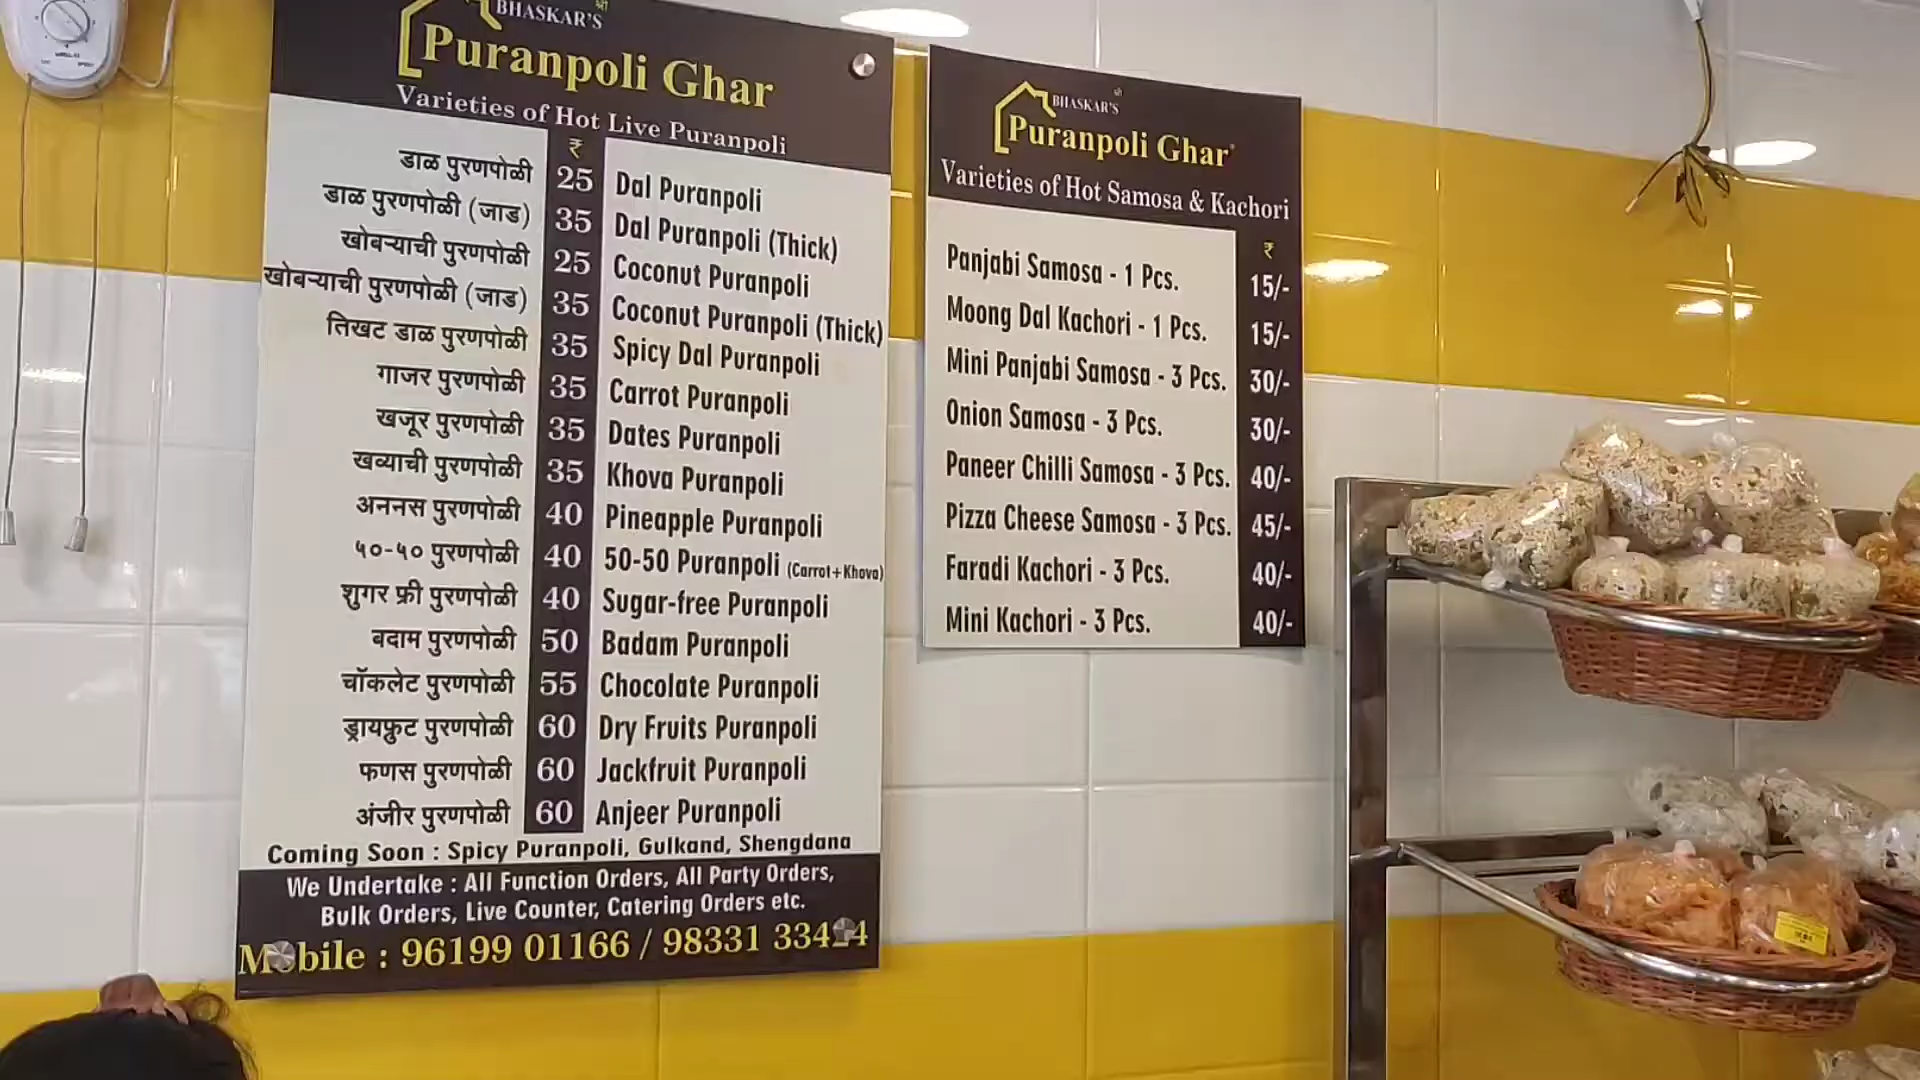 श्री
BHASKAR'S
Puranpoli Ghar
Varieties of Hot Live Puranpoli
₹
डाळ पुरणपोळी 25 Dal Puranpoli
डाळ पुरणपोळी (जाड) 35 Dal Puranpoli (Thick)
खोबऱ्याची पुरणपोळी 25 Coconut Puranpoli
खोबऱ्याची पुरणपोळी (जाड) 35 Coconut Puranpoli (Thick)
तिखट डाळ पुरणपोळी 35 Spicy Dal Puranpoli
गाजर पुरणपोळी 35 Carrot Puranpoli
खजूर पुरणपोळी 35 Dates Puranpoli
खव्याची पुरणपोळी 35 Khova Puranpoli
अननस पुरणपोळी 40 Pineapple Puranpoli
५०-५० पुरणपोळी 40 50-50 Puranpoli (Carrot+Khova)
शुगर फ्री पुरणपोळी 40 Sugar-free Puranpoli
बदाम पुरणपोळी 50 Badam Puranpoli
चॉकलेट पुरणपोळी 55 Chocolate Puranpoli
ड्रायफ्रुट पुरणपोळी 60 Dry Fruits Puranpoli
फणस पुरणपोळी 60 Jackfruit Puranpoli
अंजीर पुरणपोळी 60 Anjeer Puranpoli
Coming Soon : Spicy Puranpoli, Gulkand, Shengdana
We Undertake : All Function Orders, All Party Orders,
Bulk Orders, Live Counter, Catering Orders etc.
Mobile : 96199 01166 / 98331
श्री
BHASKAR'S
Puranpoli Ghar
Varieties of Hot Samosa & Kachori
₹
Panjabi Samosa - 1 Pcs. 15/-
Moong Dal Kachori - 1 Pcs. 15/-
Mini Panjabi Samosa - 3 Pcs. 30/-
Onion Samosa - 3 Pcs. 30/-
Paneer Chilli Samosa - 3 Pcs. 40/-
Pizza Cheese Samosa - 3 Pcs. 45/-
Faradi Kachori - 3 Pcs. 40/-
Mini Kachori - 3 Pcs. 40/-